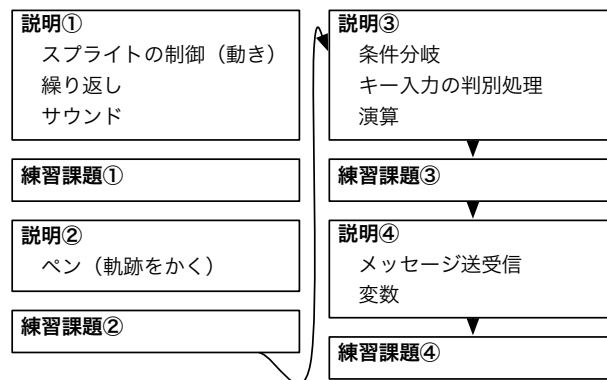 説明①
スプライトの制御（動き）
繰り返し
サウンド
練習課題①
説明②
ペン（軌跡をかく）
練習課題②
説明③
条件分岐
キー入力の判別処理
演算
練習課題③
説明④
メッセージ送受信
変数
練習課題④